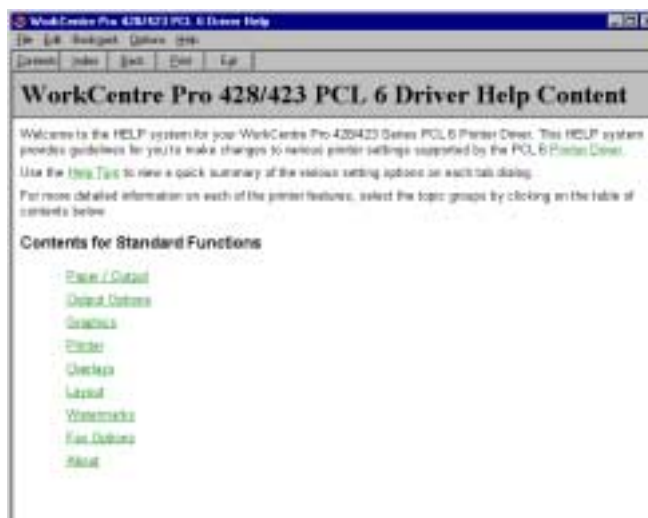 WorkCentre Pro 428/423 PCL 6 Driver Help
File Edit Bookmark Options Help
Contents Index Back Print Exit
WorkCentre Pro 428/423 PCL 6 Driver Help Content
Welcome to the HELP system for your WorkCentre Pro 428/423 Series PCL 6 Printer Driver. This HELP system
provides guidelines for you to make changes to various printer settings supported by the PCL 6 Printer Driver.
Use the Help Tips to view a quick summary of the various setting options on each tab dialog.
For more detailed information on each of the printer features, select the topic groups by clicking on the table of
contents below
Contents for Standard Functions
Paper / Output
Output Options
Graphics
Printer
Overlays
Layout
Watermarks
Fax Options
About